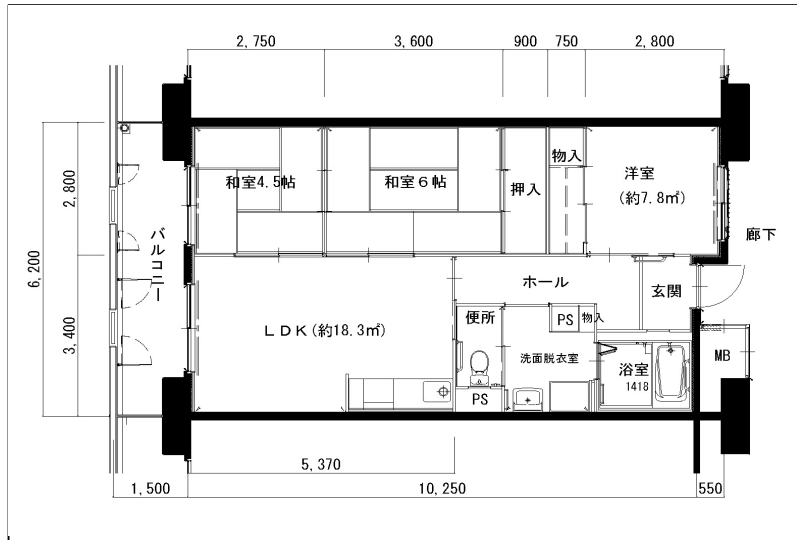 2,750
3,600
900
750
2,800
和室4.5帖
和室6帖
押入
物入
洋室
(約7.8㎡)
廊下
バルコニー
2,800
3,400
6,200
ホール
玄関
LDK(約18.3㎡)
便所
PS
物入
洗面脱衣室
浴室
1418
MB
PS
5,370
1,500
10,250
550